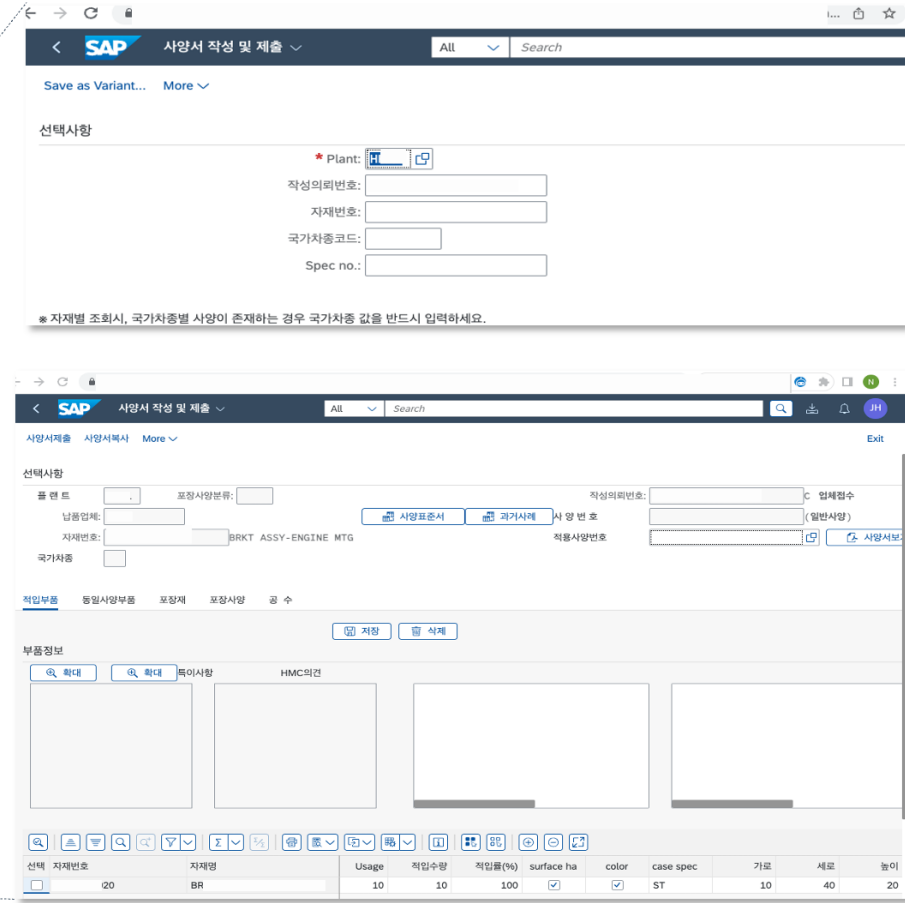 i...
SAP 사양서 작성 및 제출 All Search
Save as Variant... More
선택사항
* Plant: H
작성의뢰번호:
자재번호:
국가차종코드:
Spec no.:
※ 자재별 조회시, 국가차종별 사양이 존재하는 경우 국가차종 값을 반드시 입력하세요.
N
SAP 사양서 작성 및 제출 All Search JH
사양서제출 사양서복사 More Exit
선택사항
플 랜 트 포장사양분류: 작성의뢰번호: C 업체접수
납품업체: 사양표준서 과거사례 사 양 번 호 (일반사양)
자재번호: BRKT ASSY-ENGINE MTG 적용사양번호 사양서보기
국가차종
적입부품 동일사양부품 포장재 포장사양 공 수
저장 삭제
부품정보
확대 확대 특이사항 HMC의견
선택 자재번호 자재명 Usage 적입수량 적입률(%) surface ha color case spec 가로 세로 높이
020 BR 10 10 100 ST 10 40 20